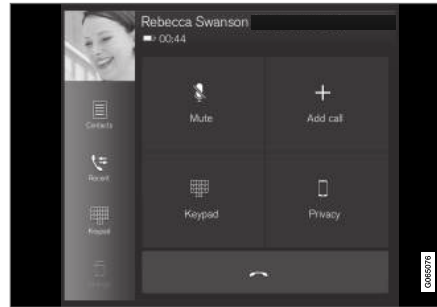 Rebecca Swanson
00:44
Contacts
Mute
Add call
Recent
Keypad
Privacy
Keypad
G065076